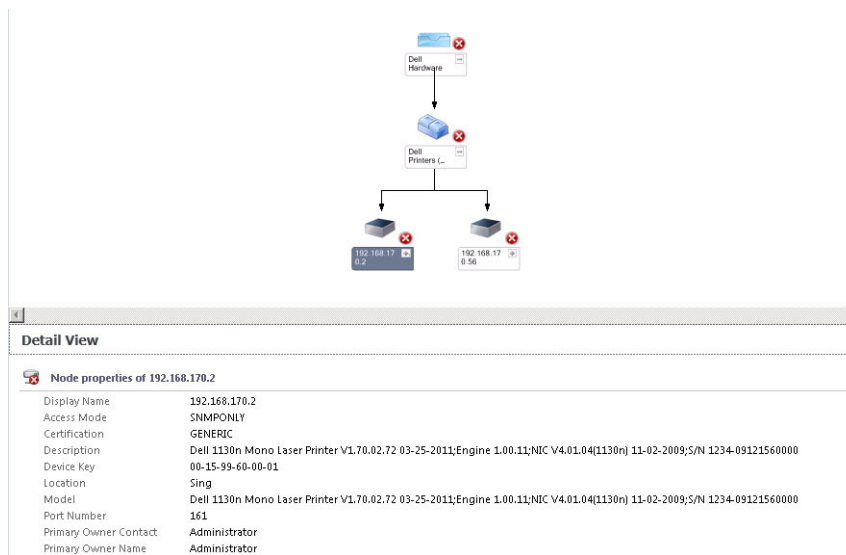 Dell
Hardware
Dell
Printers (...
192.168.17
0.2
192.168.17
0.56
Detail View
Node properties of 192.168.170.2
Display Name 192.168.170.2
Access Mode SNMPONLY
Certification GENERIC
Description Dell 1130n Mono Laser Printer V1.70.02.72 03-25-2011;Engine 1.00.11;NIC V4.01.04(1130n) 11-02-2009;S/N 1234-09121560000
Device Key 00-15-99-60-00-01
Location Sing
Model Dell 1130n Mono Laser Printer V1.70.02.72 03-25-2011;Engine 1.00.11;NIC V4.01.04(1130n) 11-02-2009;S/N 1234-09121560000
Port Number 161
Primary Owner Contact Administrator
Primary Owner Name Administrator